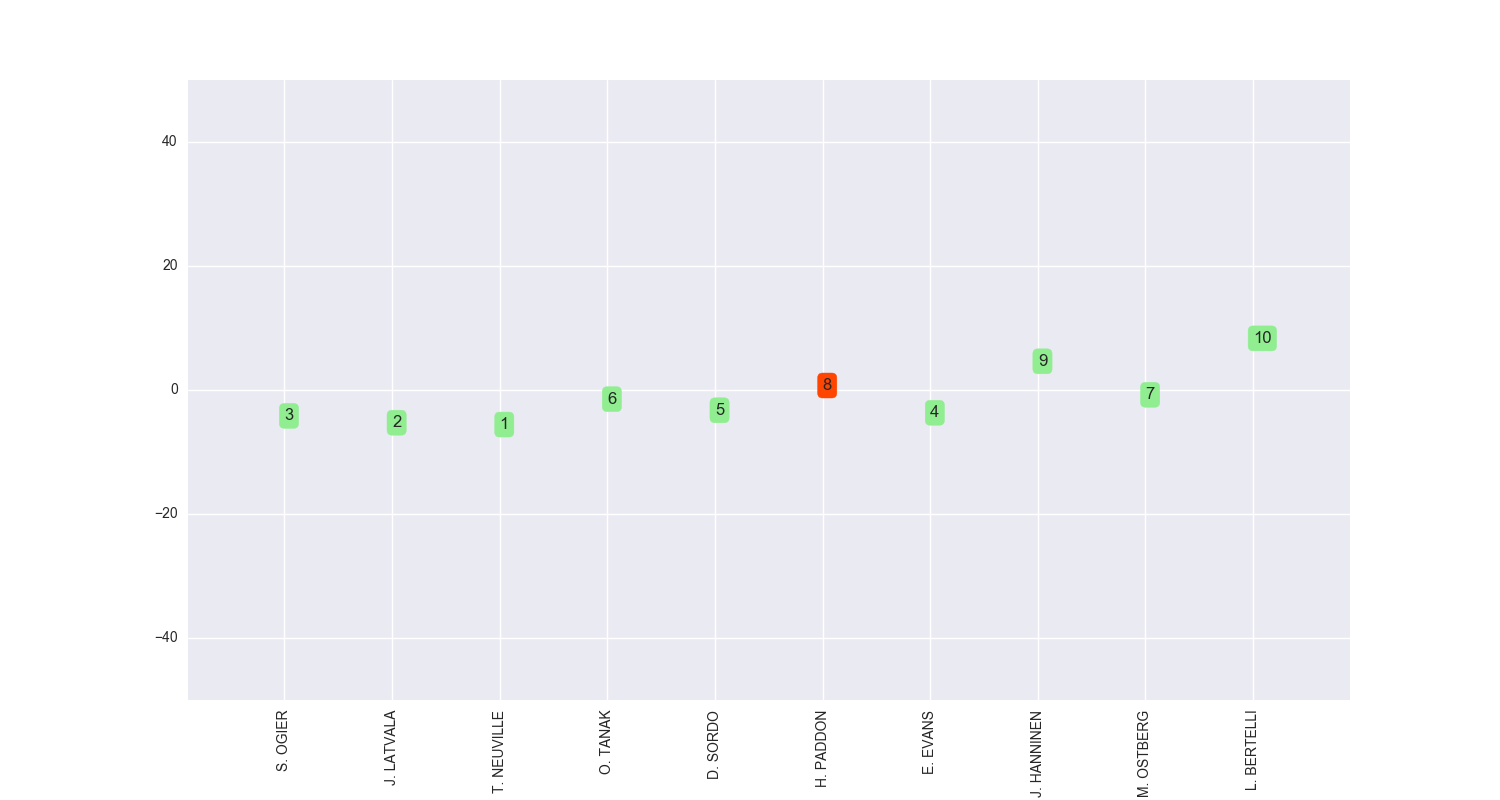 40
20
0
−20
−40
3
2
1
6
5
8
4
9
7
10
S. OGIER
J. LATVALA
T. NEUVILLE
O. TANAK
D. SORDO
H. PADDON
E. EVANS
J. HANNINEN
M. OSTBERG
L. BERTELLI